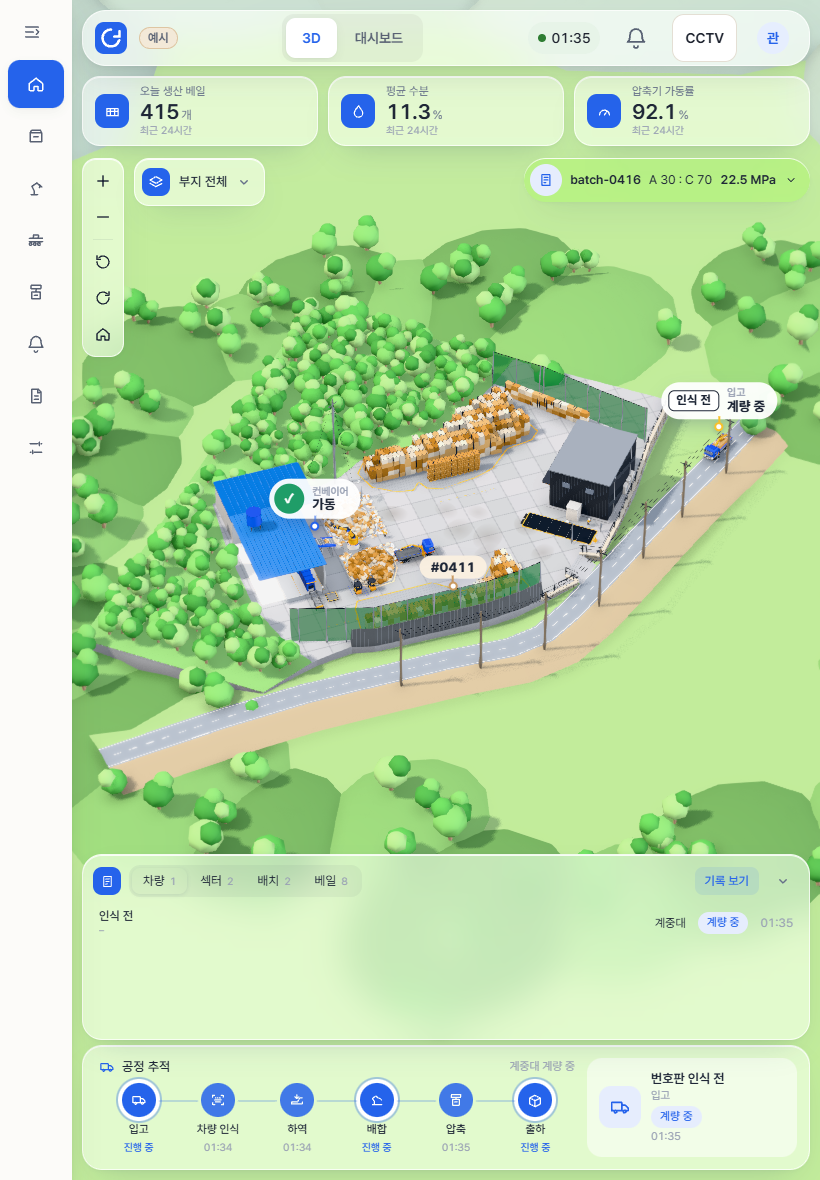 예시
3D
대시보드
01:35
CCTV
관
오늘 생산 베일
415 개
최근 24시간
평균 수분
11.3 %
최근 24시간
압축기 가동률
92.1 %
최근 24시간
부지 전체
batch-0416 A 30 : C 70 22.5 MPa
인식 전
입고
계량 중
컨베이어
가동
#0411
차량 1
섹터 2
배치 2
베일 8
기록 보기
인식 전
–
계중대
계량 중
01:35
공정 추적
계중대 계량 중
입고
진행 중
차량 인식
01:34
하역
01:34
배합
진행 중
압축
01:35
출하
진행 중
번호판 인식 전
입고
계량 중
01:35